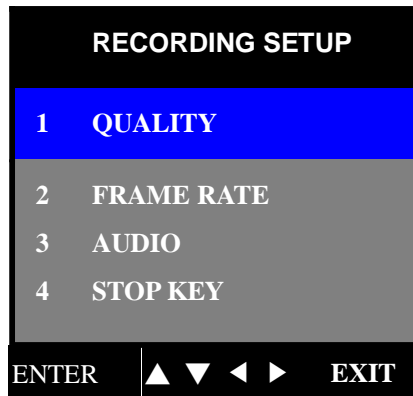 RECORDING SETUP
1 QUALITY
2 FRAME RATE
3 AUDIO
4 STOP KEY
ENTER ▲ ▼ ◀ ▶ EXIT